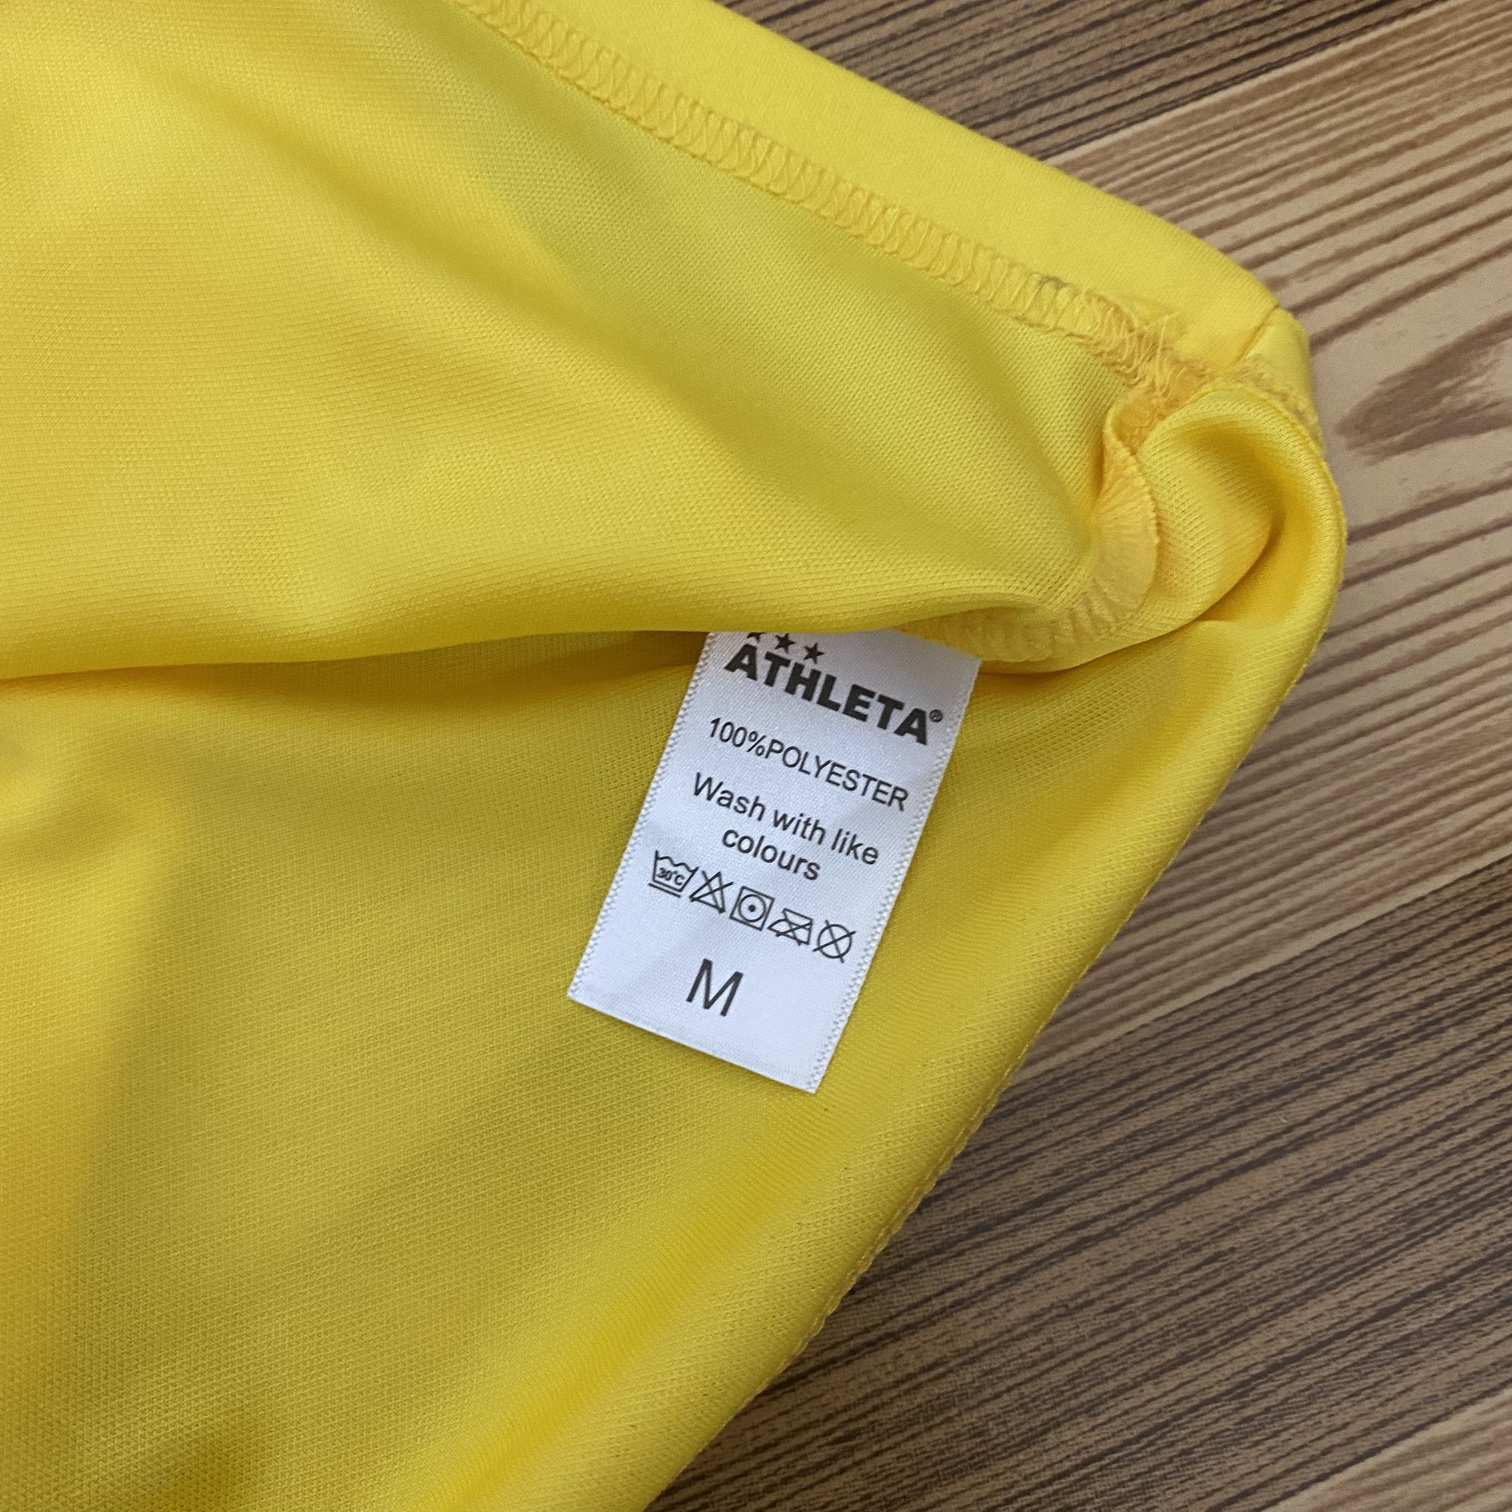 ATHLETA®
100%POLYESTER
Wash with like
colours
30°C
M